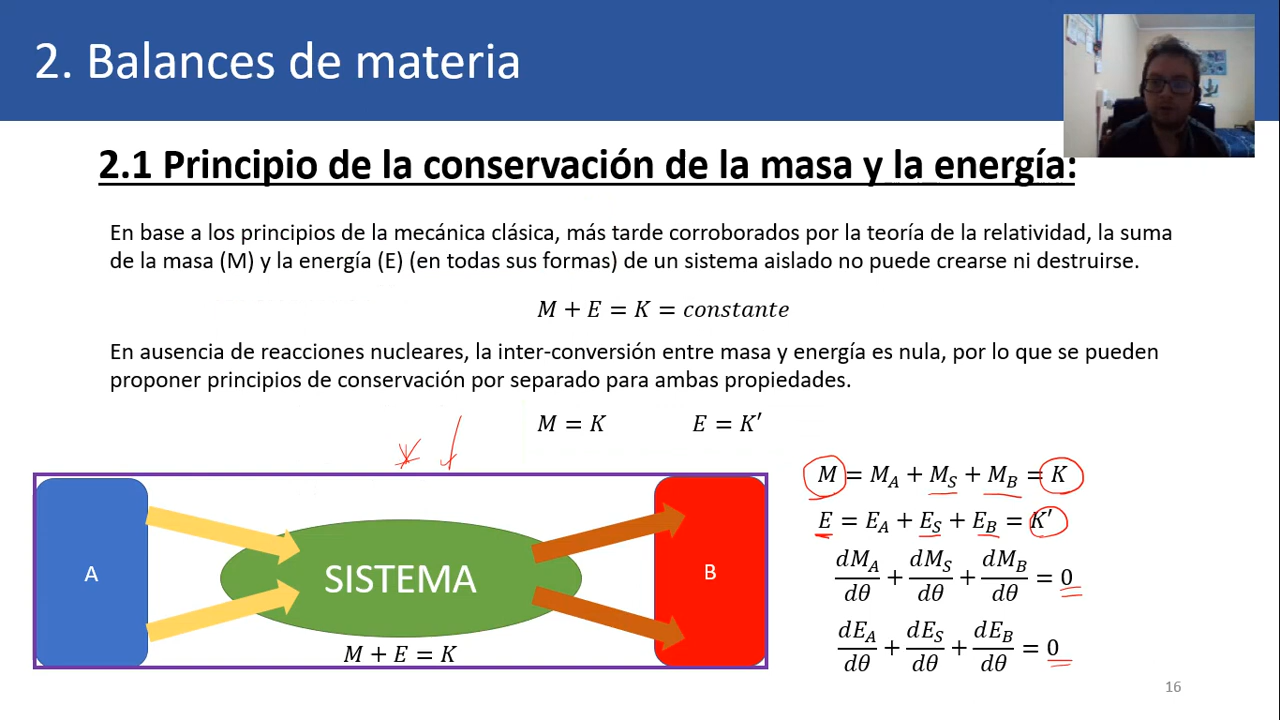 2. Balances de materia
2.1 Principio de la conservación de la masa y la energía:
En base a los principios de la mecánica clásica, más tarde corroborados por la teoría de la relatividad, la suma
de la masa (M) y la energía (E) (en todas sus formas) de un sistema aislado no puede crearse ni destruirse.
M + E = K = constante
En ausencia de reacciones nucleares, la inter-conversión entre masa y energía es nula, por lo que se pueden
proponer principios de conservación por separado para ambas propiedades.
M = K E = K′
A
SISTEMA
B
M + E = K
M = M_A + M_S + M_B = K
E = E_A + E_S + E_B = K′
dM_A/dθ + dM_S/dθ + dM_B/dθ = 0
dE_A/dθ + dE_S/dθ + dE_B/dθ = 0
16